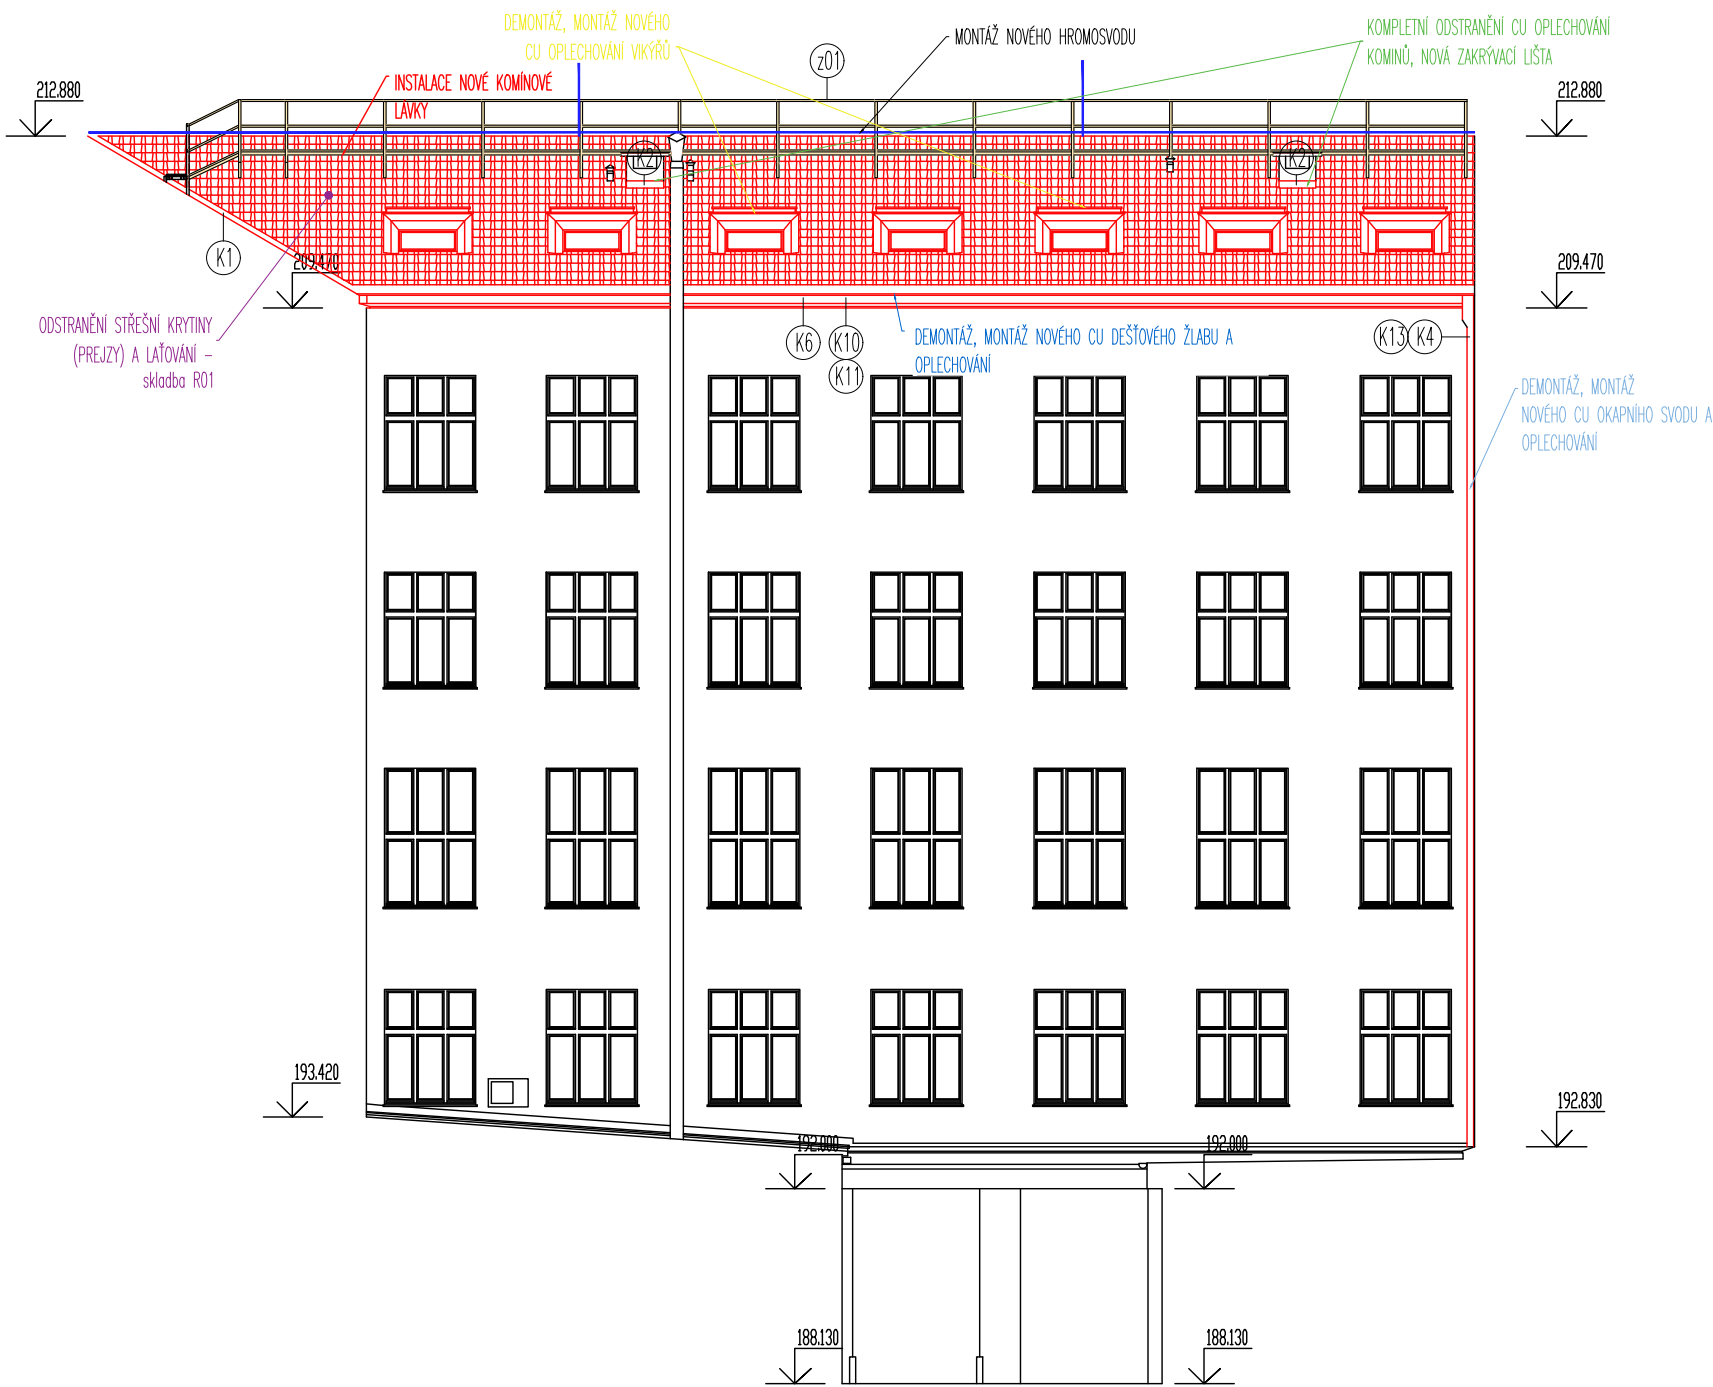 DEMONTÁŽ, MONTÁŽ NOVÉHO
CU OPLECHOVÁNÍ VIKÝŘŮ
MONTÁŽ NOVÉHO HROMOSVODU
KOMPLETNÍ ODSTRANĚNÍ CU OPLECHOVÁNÍ
KOMINŮ, NOVÁ ZAKRÝVACÍ LIŠTA
z01
INSTALACE NOVÉ KOMÍNOVÉ
LÁVKY
212.880
212.880
K2
K2
K1
209.470
209.470
ODSTRANĚNÍ STŘEŠNÍ KRYTINY
(PREJZY) A LAŤOVÁNÍ –
skladba R01
K6
K10
K11
DEMONTÁŽ, MONTÁŽ NOVÉHO CU DEŠŤOVÉHO ŽLABU A
OPLECHOVÁNÍ
K13
K4
DEMONTÁŽ, MONTÁŽ
NOVÉHO CU OKAPNÍHO SVODU A
OPLECHOVÁNÍ
193.420
192.830
192.000
192.000
188.130
188.130